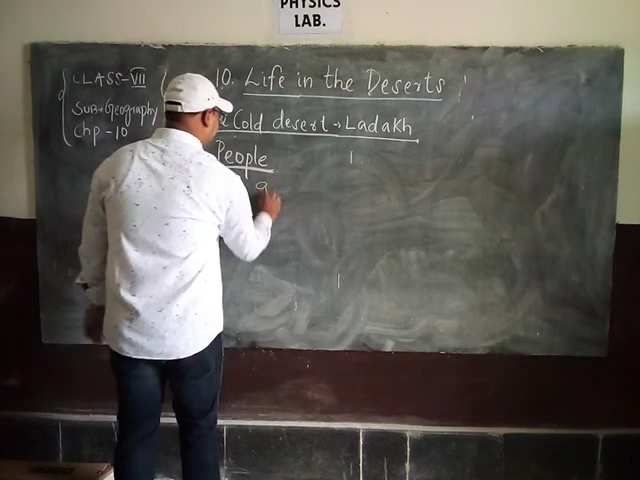 PHYSICS
LAB.
CLASS-VII
SUB→Geography
Chp-10
10. Life in the Deserts
Cold desert → Ladakh
People
a